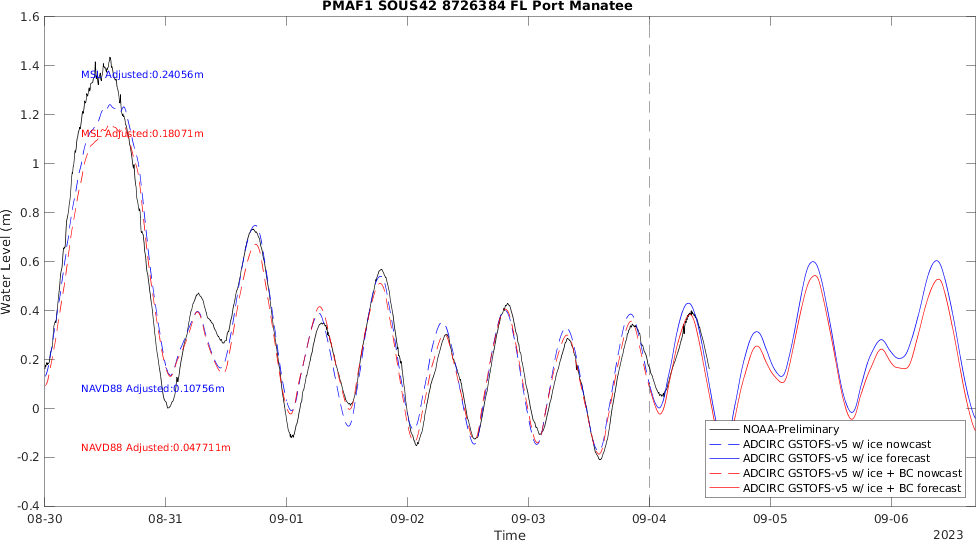 PMAF1 SOUS42 8726384 FL Port Manatee
1.6
1.4
1.2
1
0.8
0.6
0.4
0.2
0
-0.2
-0.4
Water Level (m)
MSL Adjusted:0.24056m
MSL Adjusted:0.18071m
NAVD88 Adjusted:0.10756m
NAVD88 Adjusted:0.047711m
NOAA-Preliminary
ADCIRC GSTOFS-v5 w/ ice nowcast
ADCIRC GSTOFS-v5 w/ ice forecast
ADCIRC GSTOFS-v5 w/ ice + BC nowcast
ADCIRC GSTOFS-v5 w/ ice + BC forecast
08-30 08-31 09-01 09-02 09-03 09-04 09-05 09-06
Time
2023